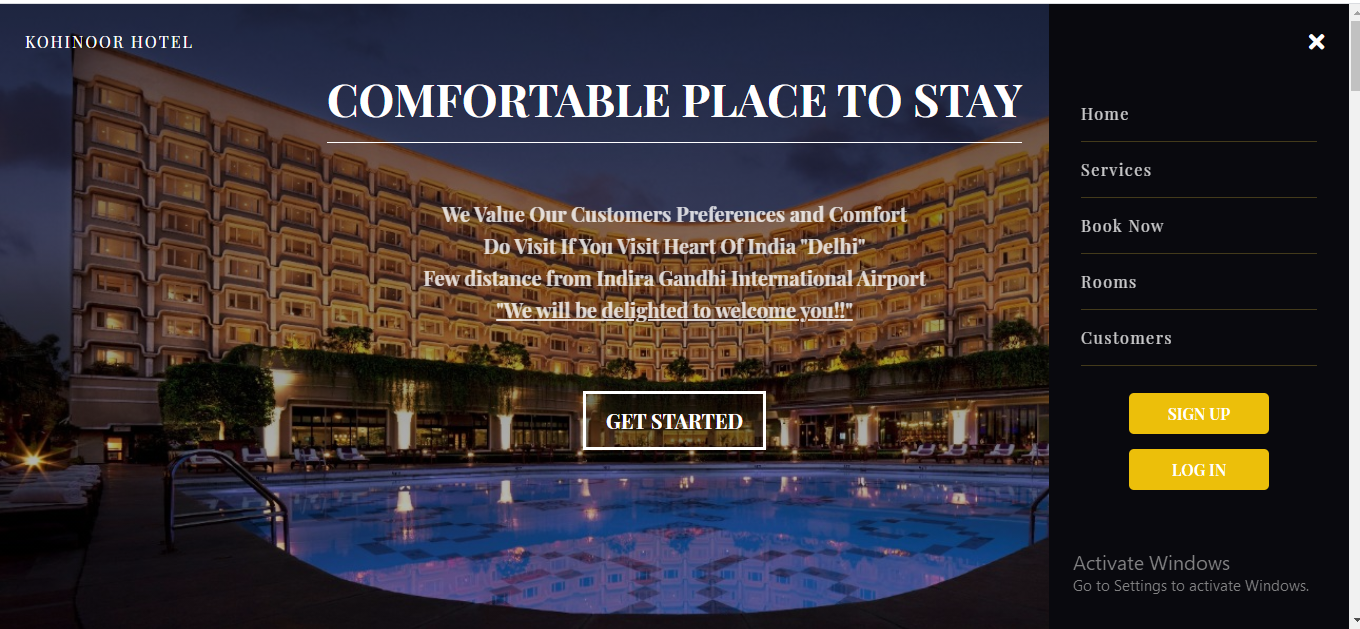 KOHINOOR HOTEL
COMFORTABLE PLACE TO STAY
We Value Our Customers Preferences and Comfort
Do Visit If You Visit Heart Of India "Delhi"
Few distance from Indira Gandhi International Airport
"We will be delighted to welcome you!!"
GET STARTED
Home
Services
Book Now
Rooms
Customers
SIGN UP
LOG IN
Activate Windows
Go to Settings to activate Windows.